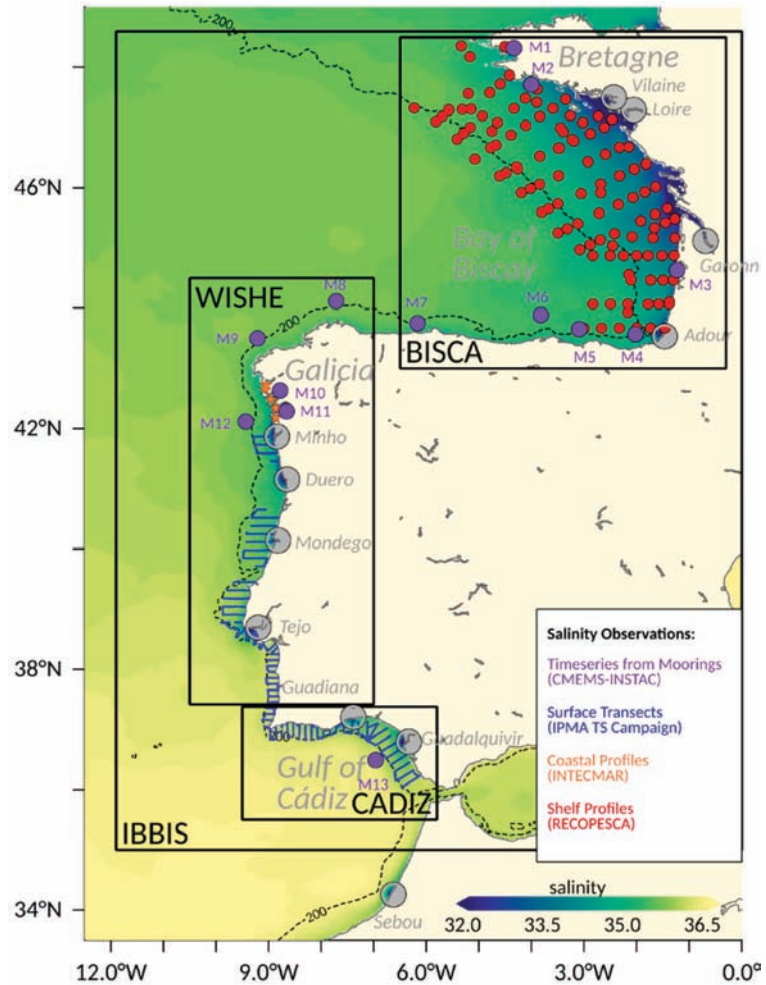 M1
Bretagne
M2
Vilaine
Loire
46°N
Bay of
Biscay
Garonn
M3
WISHE
M8
M7
M6
200
M9
BISCA
M5
M4
Adour
Galicia
M10
M11
42°N
M12
Minho
Duero
Mondego
Tejo
38°N
Guadiana
200
Guadalquivir
Gulf of
Cádiz
M13
CADIZ
IBBIS
Salinity Observations:
Timeseries from Moorings
(CMEMS-INSTAC)
Surface Transects
(IPMA TS Campaign)
Coastal Profiles
(INTECMAR)
Shelf Profiles
(RECOPESCA)
34°N
200
Sebou
salinity
32.0 33.5 35.0 36.5
12.0°W 9.0°W 6.0°W 3.0°W 0.0°